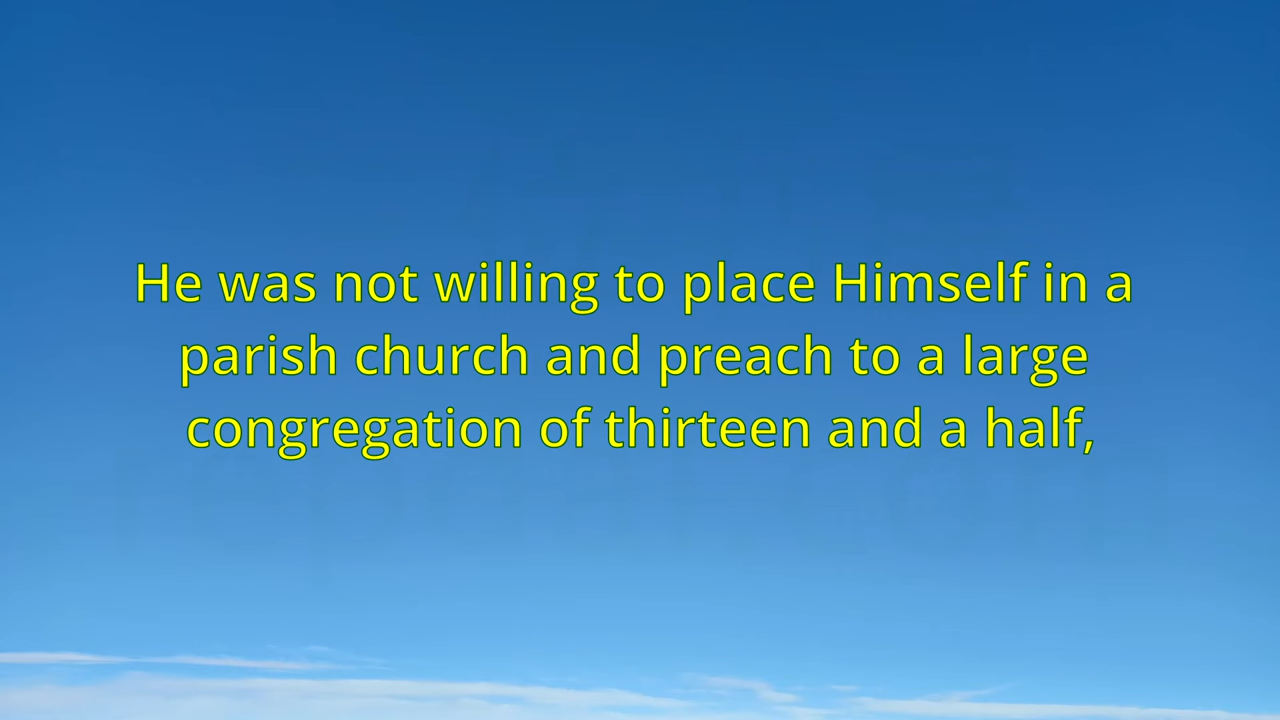 He was not willing to place Himself in a
parish church and preach to a large
congregation of thirteen and a half,